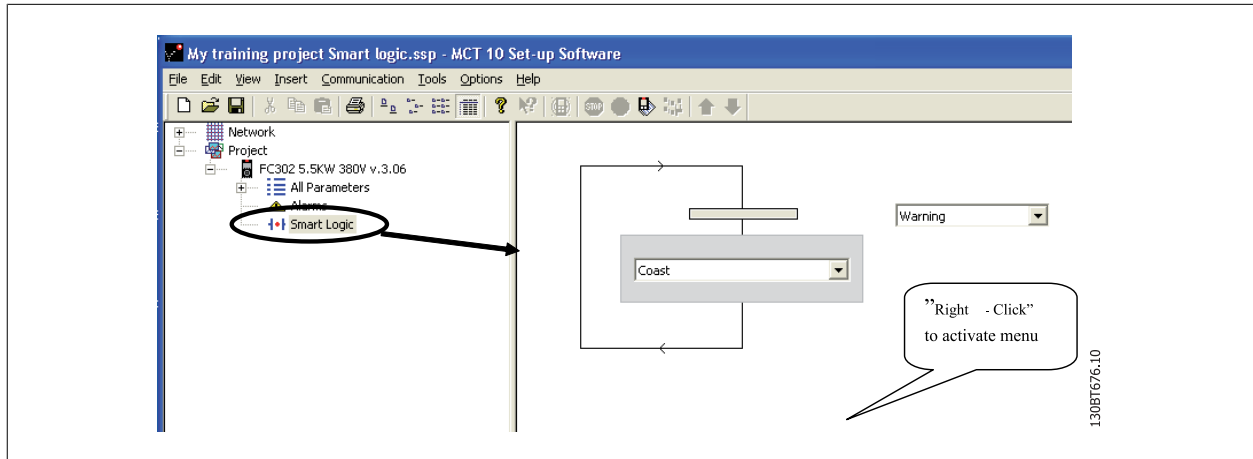 My training project Smart logic.ssp - MCT 10 Set-up Software
File Edit View Insert Communication Tools Options Help
Network
Project
FC302 5.5KW 380V v.3.06
All Parameters
Alarms
Smart Logic
Warning
Coast
”Right - Click”
to activate menu
130BT676.10